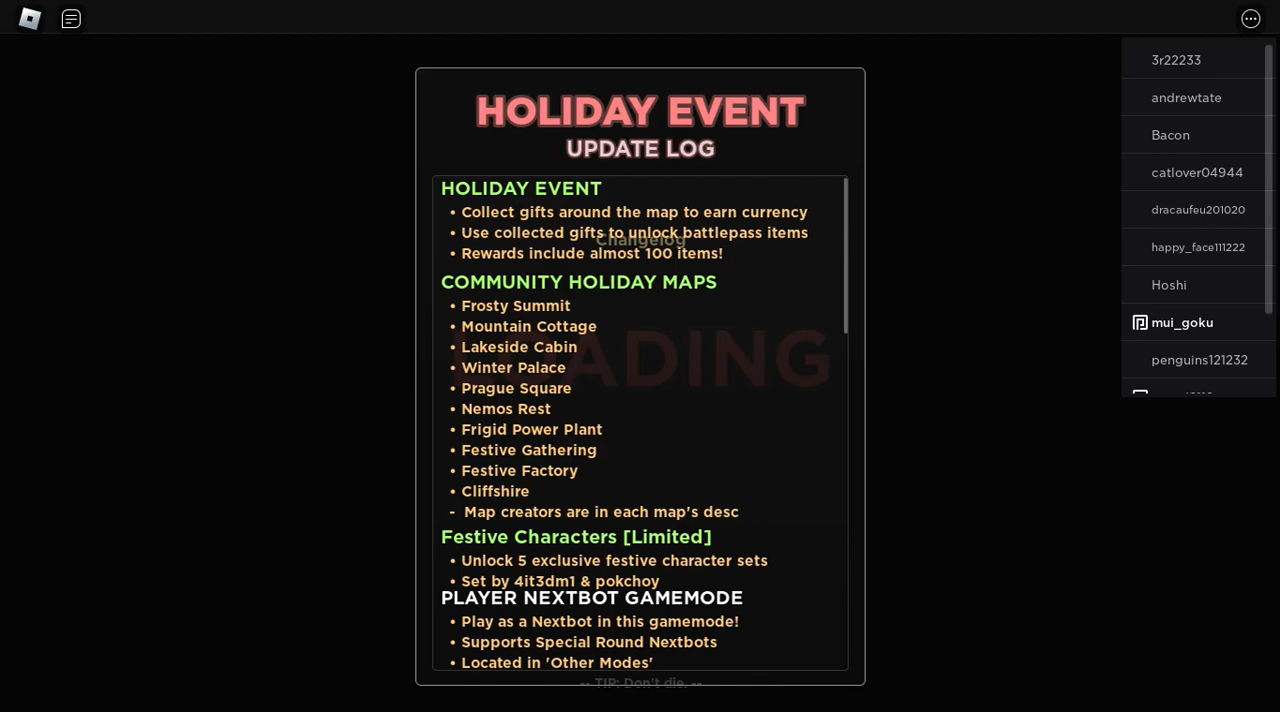 HOLIDAY EVENT
UPDATE LOG
HOLIDAY EVENT
• Collect gifts around the map to earn currency
• Use collected gifts to unlock battlepass items
Changelog
• Rewards include almost 100 items!
COMMUNITY HOLIDAY MAPS
• Frosty Summit
• Mountain Cottage
• Lakeside Cabin
LOADING
• Winter Palace
• Prague Square
• Nemos Rest
• Frigid Power Plant
• Festive Gathering
• Festive Factory
• Cliffshire
- Map creators are in each map's desc
Festive Characters [Limited]
• Unlock 5 exclusive festive character sets
• Set by 4it3dm1 & pokchoy
PLAYER NEXTBOT GAMEMODE
• Play as a Nextbot in this gamemode!
• Supports Special Round Nextbots
• Located in 'Other Modes'
-- TIP: Don't die. --
3r22233
andrewtate
Bacon
catlover04944
dracaufeu201020
happy_face111222
Hoshi
mui_goku
penguins121232